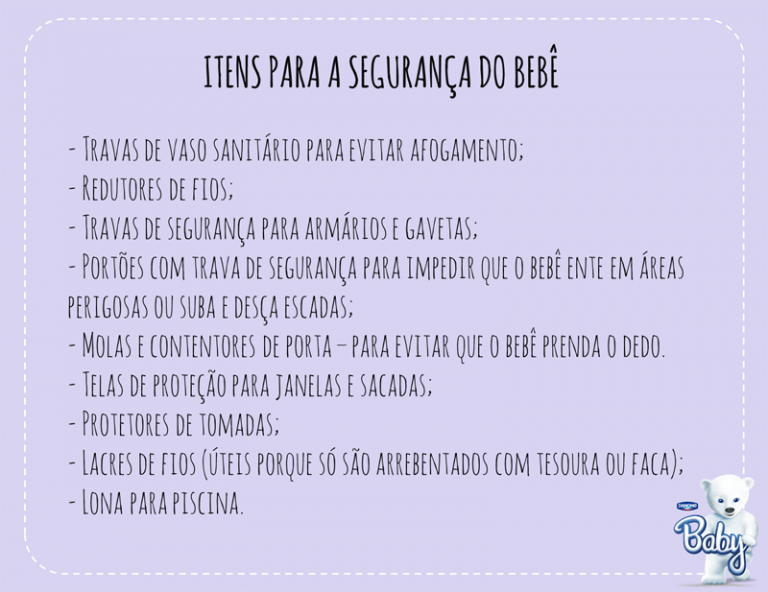 ITENS PARA A SEGURANÇA DO BEBÊ
- TRAVAS DE VASO SANITÁRIO PARA EVITAR AFOGAMENTO;
- REDUTORES DE FIOS;
- TRAVAS DE SEGURANÇA PARA ARMÁRIOS E GAVETAS;
- PORTÕES COM TRAVA DE SEGURANÇA PARA IMPEDIR QUE O BEBÊ ENTE EM ÁREAS
PERIGOSAS OU SUBA E DESÇA ESCADAS;
- MOLAS E CONTENTORES DE PORTA – PARA EVITAR QUE O BEBÊ PRENDA O DEDO.
- TELAS DE PROTEÇÃO PARA JANELAS E SACADAS;
- PROTETORES DE TOMADAS;
- LACRES DE FIOS (ÚTEIS PORQUE SÓ SÃO ARREBENTADOS COM TESOURA OU FACA);
- LONA PARA PISCINA.
DANONE
Baby